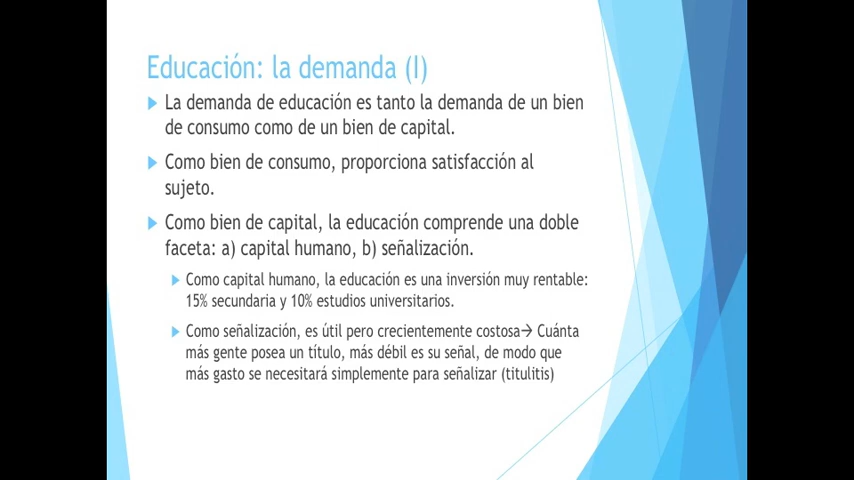 Educación: la demanda (I)
La demanda de educación es tanto la demanda de un bien
de consumo como de un bien de capital.
Como bien de consumo, proporciona satisfacción al
sujeto.
Como bien de capital, la educación comprende una doble
faceta: a) capital humano, b) señalización.
Como capital humano, la educación es una inversión muy rentable:
15% secundaria y 10% estudios universitarios.
Como señalización, es útil pero crecientemente costosa→ Cuánta
más gente posea un título, más débil es su señal, de modo que
más gasto se necesitará simplemente para señalizar (titulitis)